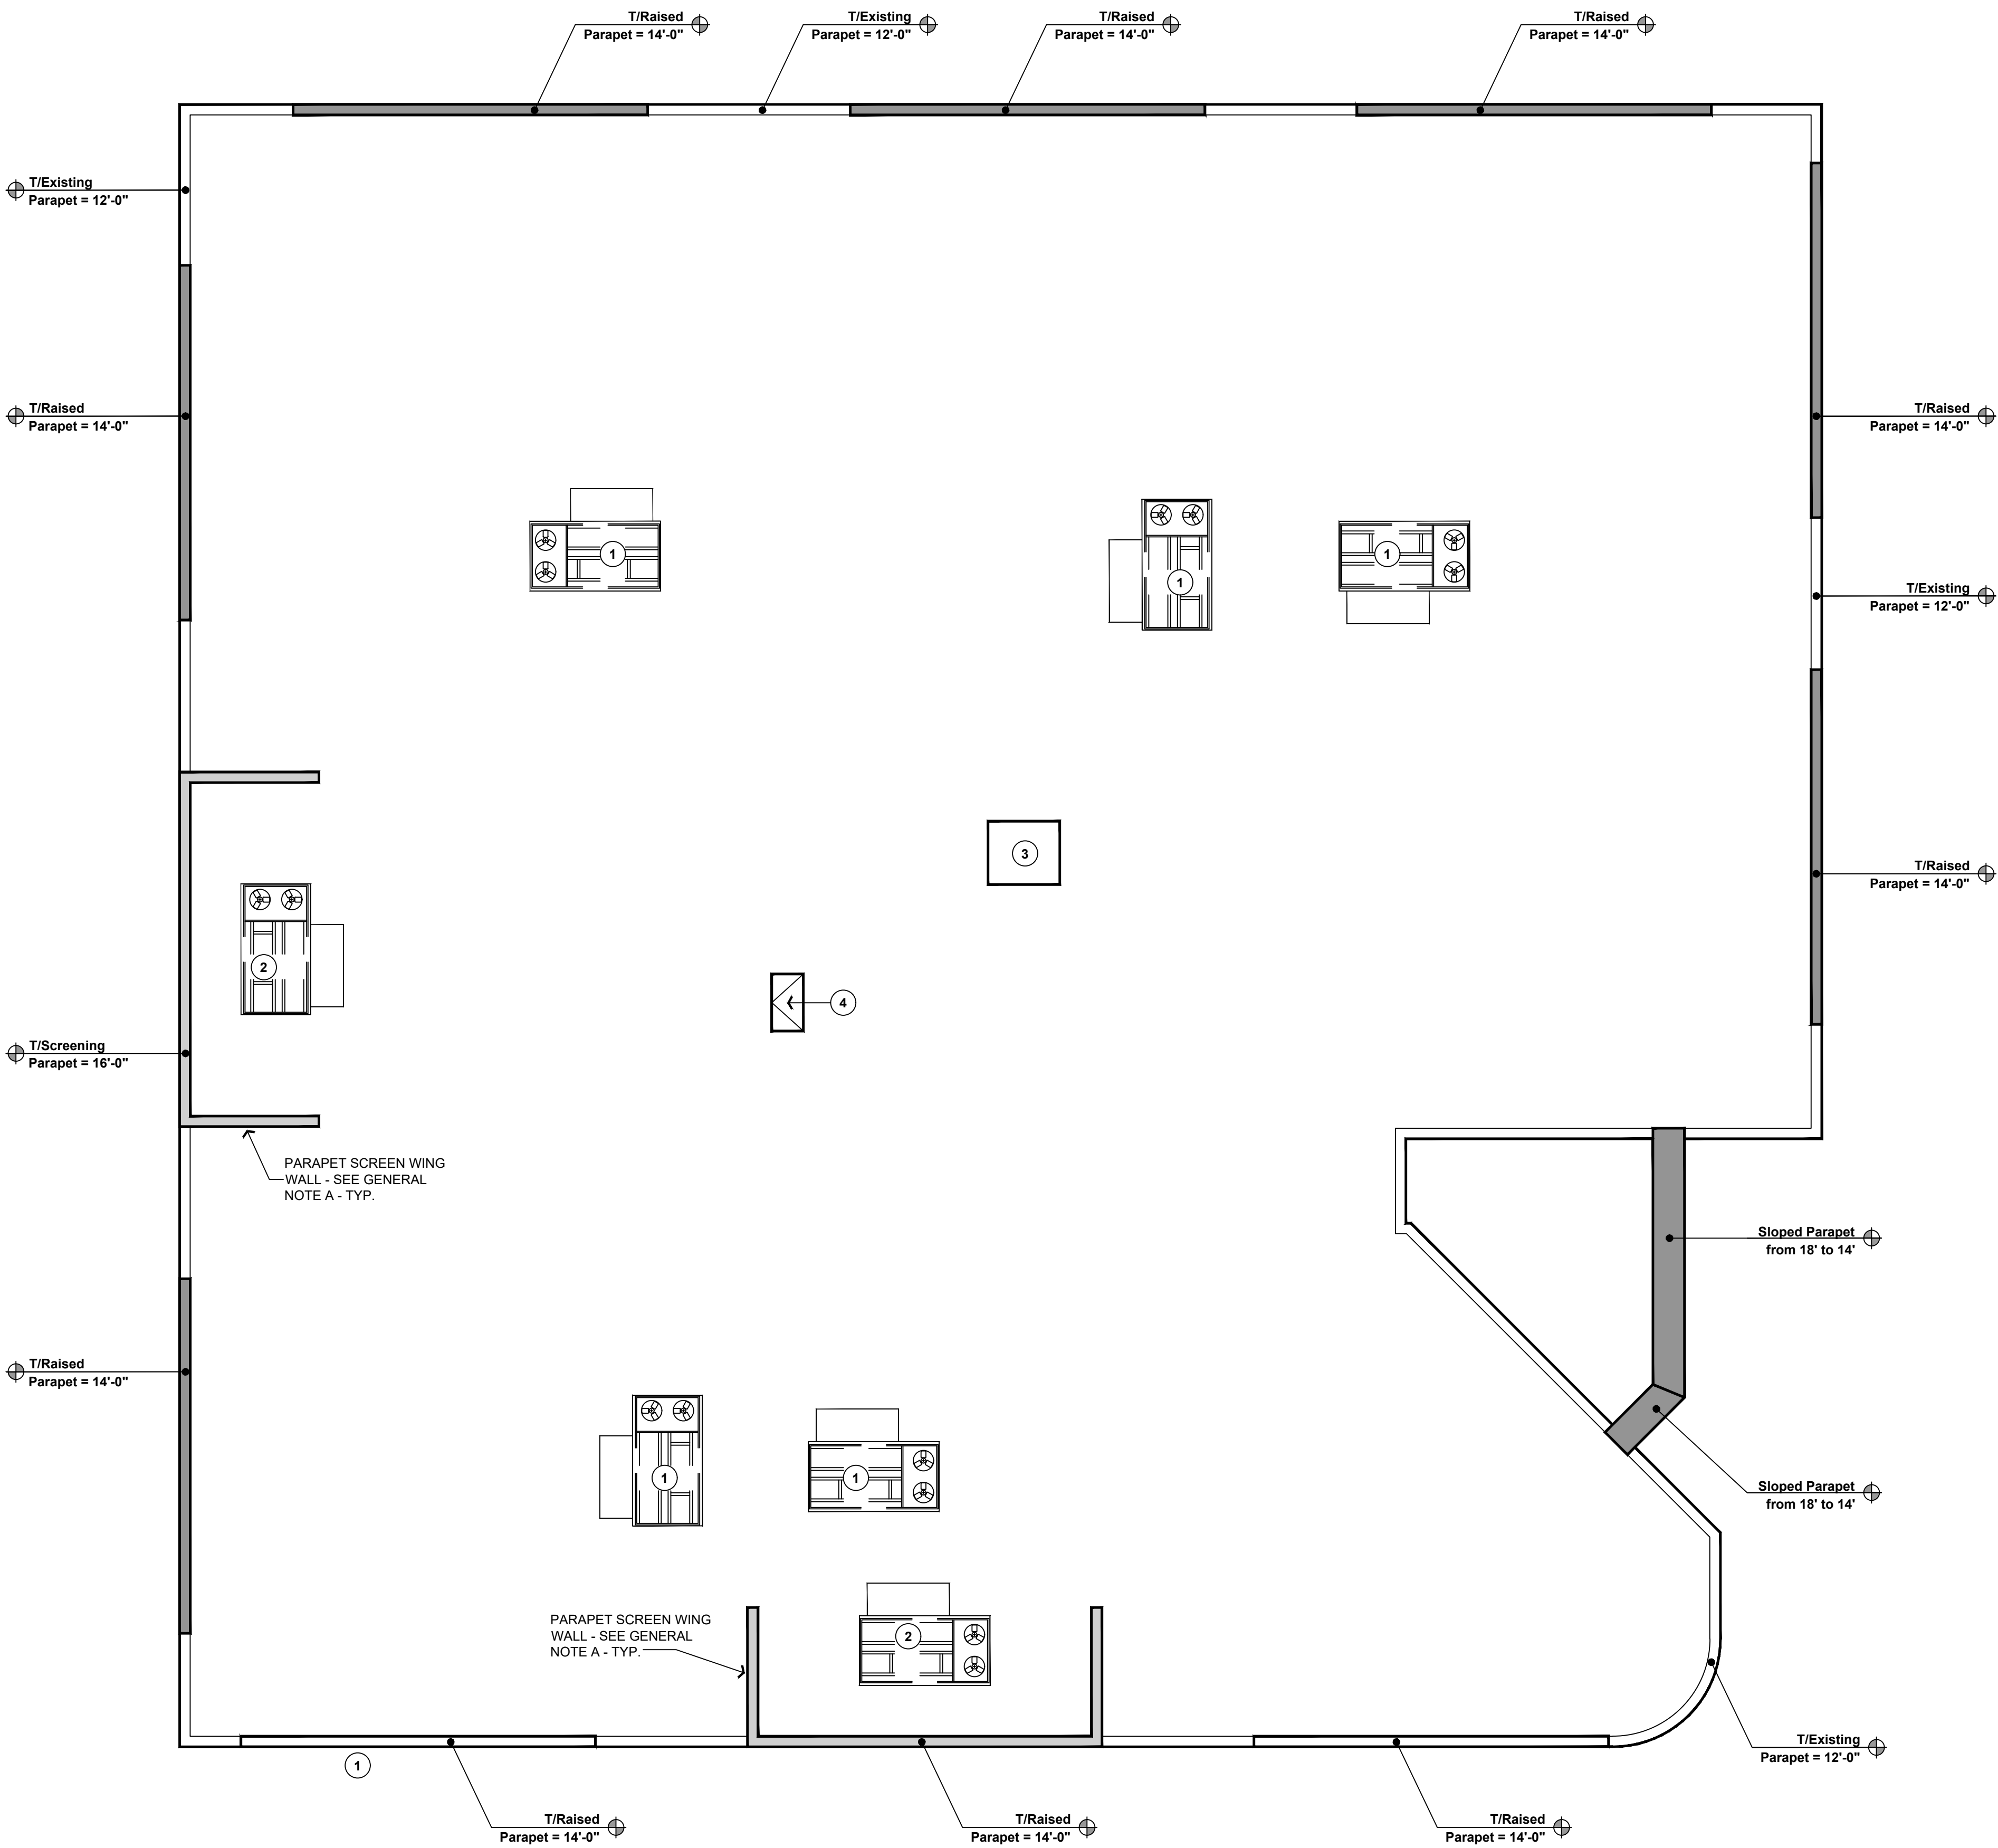 T/Raised
Parapet = 14'-0"
T/Existing
Parapet = 12'-0"
T/Raised
Parapet = 14'-0"
T/Raised
Parapet = 14'-0"
T/Existing
Parapet = 12'-0"
T/Raised
Parapet = 14'-0"
T/Raised
Parapet = 14'-0"
1
1
1
T/Existing
Parapet = 12'-0"
3
T/Raised
Parapet = 14'-0"
2
4
T/Screening
Parapet = 16'-0"
PARAPET SCREEN WING
WALL - SEE GENERAL
NOTE A - TYP.
Sloped Parapet
from 18' to 14'
T/Raised
Parapet = 14'-0"
1
1
Sloped Parapet
from 18' to 14'
PARAPET SCREEN WING
WALL - SEE GENERAL
NOTE A - TYP.
2
T/Existing
Parapet = 12'-0"
1
T/Raised
Parapet = 14'-0"
T/Raised
Parapet = 14'-0"
T/Raised
Parapet = 14'-0"